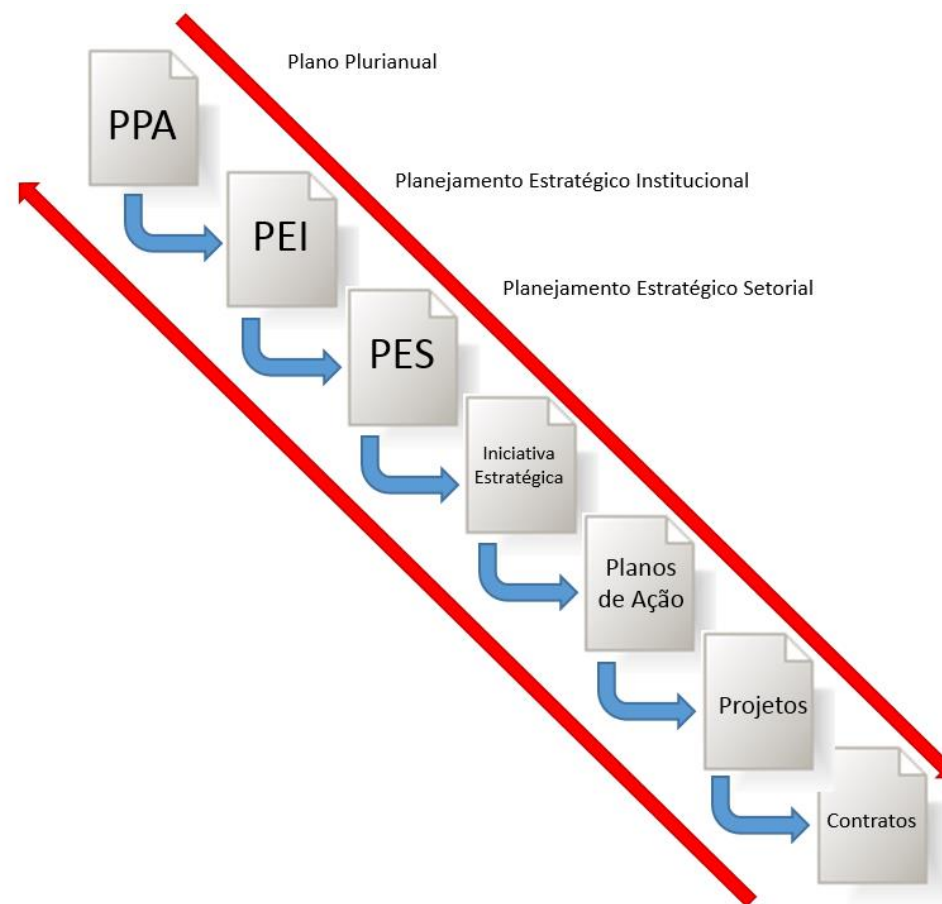 Plano Plurianual
PPA
Planejamento Estratégico Institucional
PEI
Planejamento Estratégico Setorial
PES
Iniciativa
Estratégica
Planos
de Ação
Projetos
Contratos